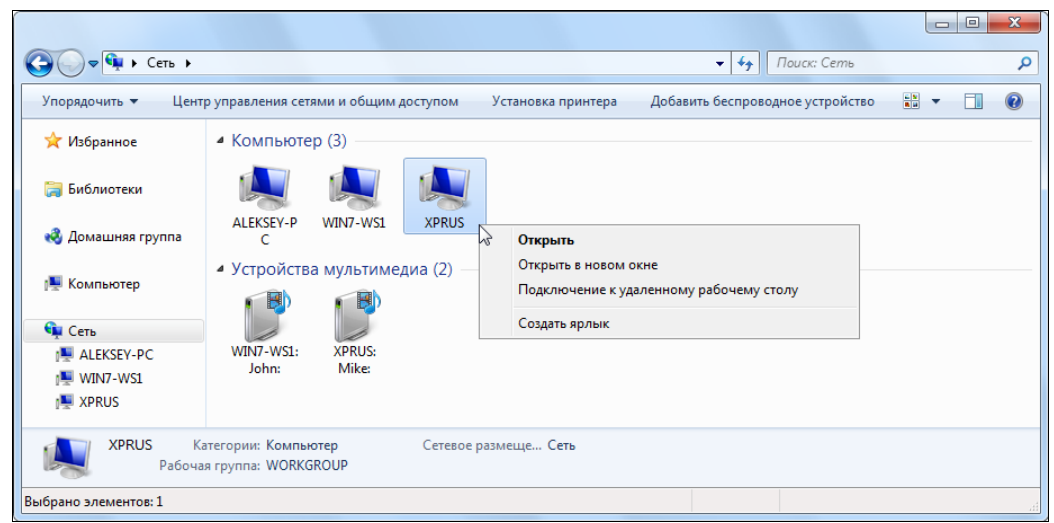 Сеть
Поиск: Сеть
Упорядочить
Центр управления сетями и общим доступом
Установка принтера
Добавить беспроводное устройство
Избранное
Библиотеки
Домашняя группа
Компьютер
Сеть
ALEKSEY-PC
WIN7-WS1
XPRUS
Компьютер (3)
ALEKSEY-P
C
WIN7-WS1
XPRUS
Устройства мультимедиа (2)
WIN7-WS1:
John:
XPRUS:
Mike:
Открыть
Открыть в новом окне
Подключение к удаленному рабочему столу
Создать ярлык
XPRUS
Категории: Компьютер
Сетевое размеще... Сеть
Рабочая группа: WORKGROUP
Выбрано элементов: 1